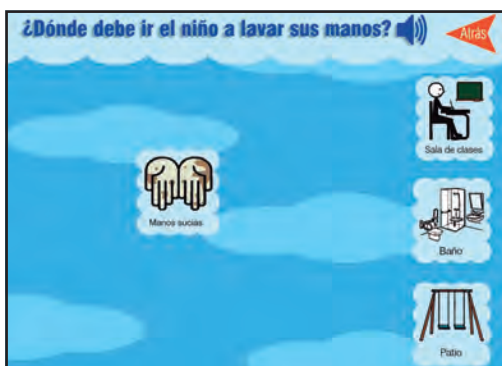 ¿Dónde debe ir el niño a lavar sus manos?
Atrás
Sala de clases
Manos sucias
Baño
Patio